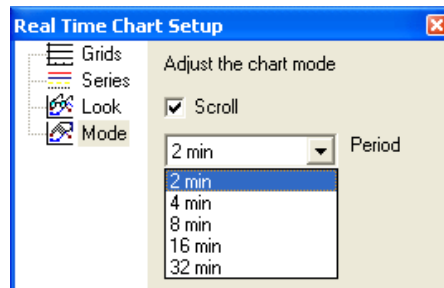 Real Time Chart Setup
Grids
Series
Look
Mode
Adjust the chart mode
Scroll
2 min
Period
2 min
4 min
8 min
16 min
32 min